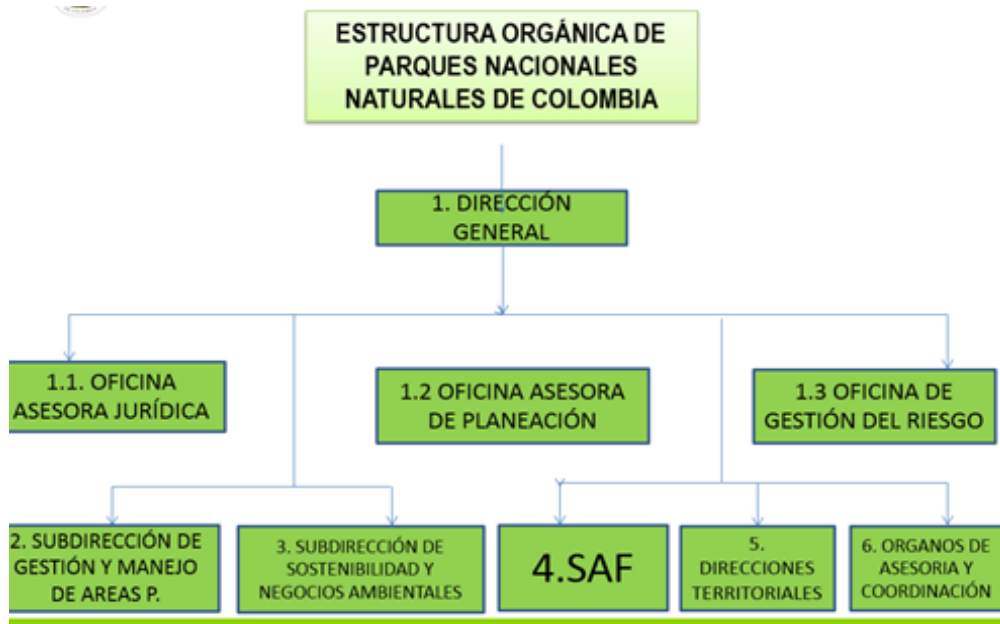 ESTRUCTURA ORGÁNICA DE
PARQUES NACIONALES
NATURALES DE COLOMBIA
1. DIRECCIÓN
GENERAL
1.1. OFICINA
ASESORA JURÍDICA
1.2 OFICINA ASESORA
DE PLANEACIÓN
1.3 OFICINA DE
GESTIÓN DEL RIESGO
2. SUBDIRECCIÓN DE
GESTIÓN Y MANEJO
DE AREAS P.
3. SUBDIRECCIÓN DE
SOSTENIBILIDAD Y
NEGOCIOS AMBIENTALES
4.SAF
5.
DIRECCIONES
TERRITORIALES
6. ORGANOS DE
ASESORIA Y
COORDINACIÓN